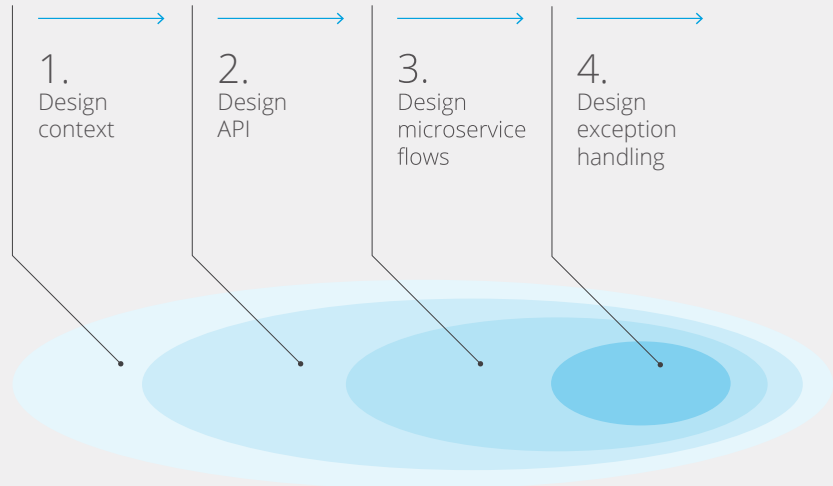 1.
Design
context
2.
Design
API
3.
Design
microservice
flows
4.
Design
exception
handling